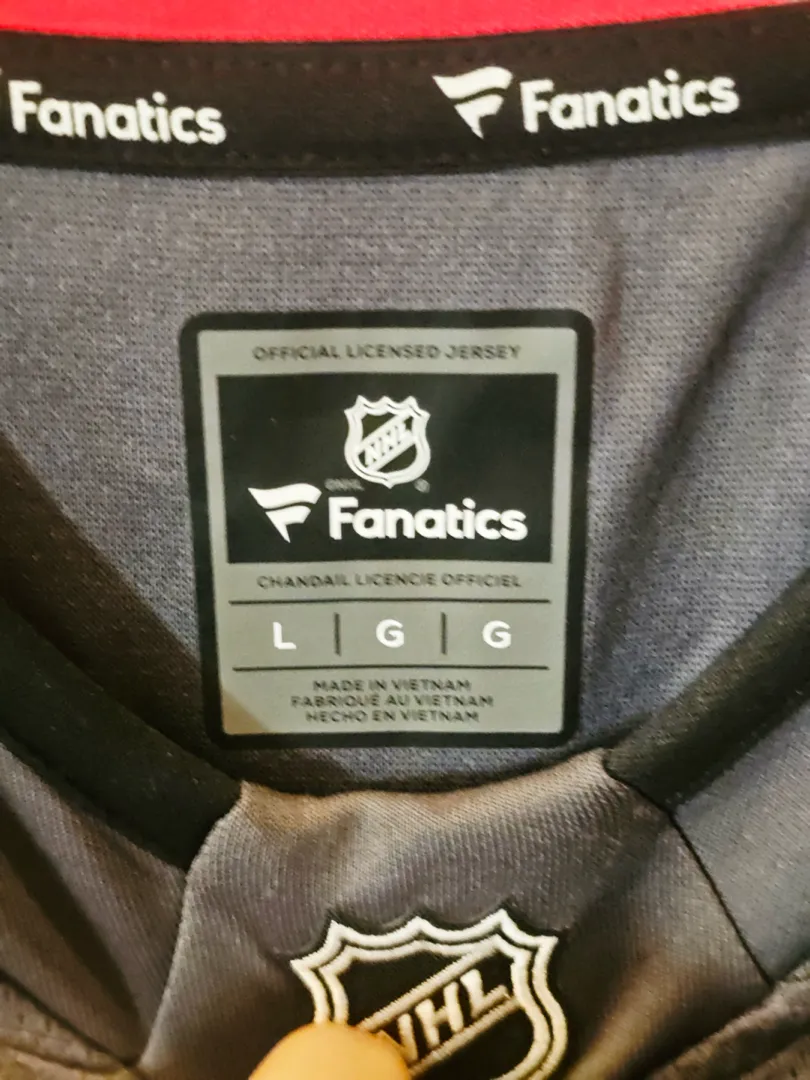 Fanatics Fanatics
OFFICIAL LICENSED JERSEY
NHL
Fanatics
CHANDAIL LICENCIÉ OFFICIEL
L | G | G
MADE IN VIETNAM
FABRIQUÉ AU VIETNAM
HECHO EN VIETNAM
NHL